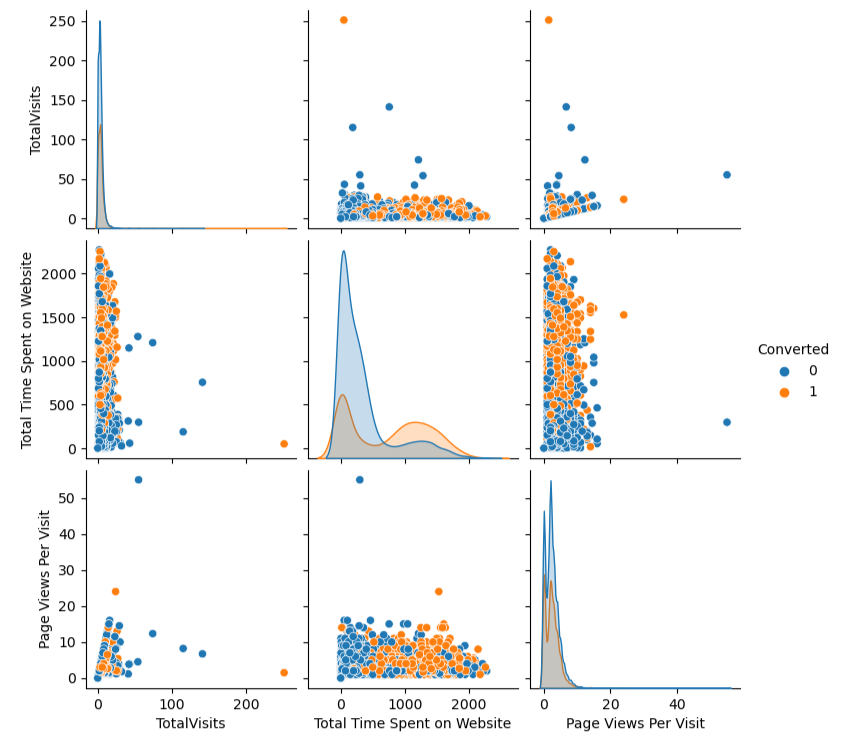 250
200
150
100
50
0
TotalVisits
2000
1500
1000
500
0
Total Time Spent on Website
Converted
0
1
50
40
30
20
10
0
Page Views Per Visit
0 100 200
0 1000 2000
0 20 40
TotalVisits
Total Time Spent on Website
Page Views Per Visit